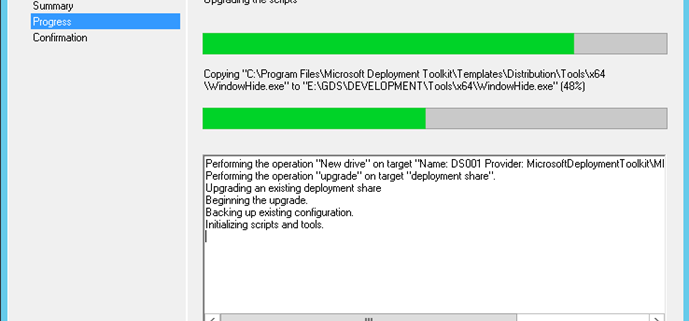 Summary
Upgrading the scripts
Progress
Confirmation
Copying "C:\Program Files\Microsoft Deployment Toolkit\Templates\Distribution\Tools\x64
\WindowHide.exe" to "E:\GDS\DEVELOPMENT\Tools\x64\WindowHide.exe" (48%)
Performing the operation "New drive" on target "Name: DS001 Provider: MicrosoftDeploymentToolkit\MI
Performing the operation "upgrade" on target "deployment share".
Upgrading an existing deployment share
Beginning the upgrade.
Backing up existing configuration.
Initializing scripts and tools.